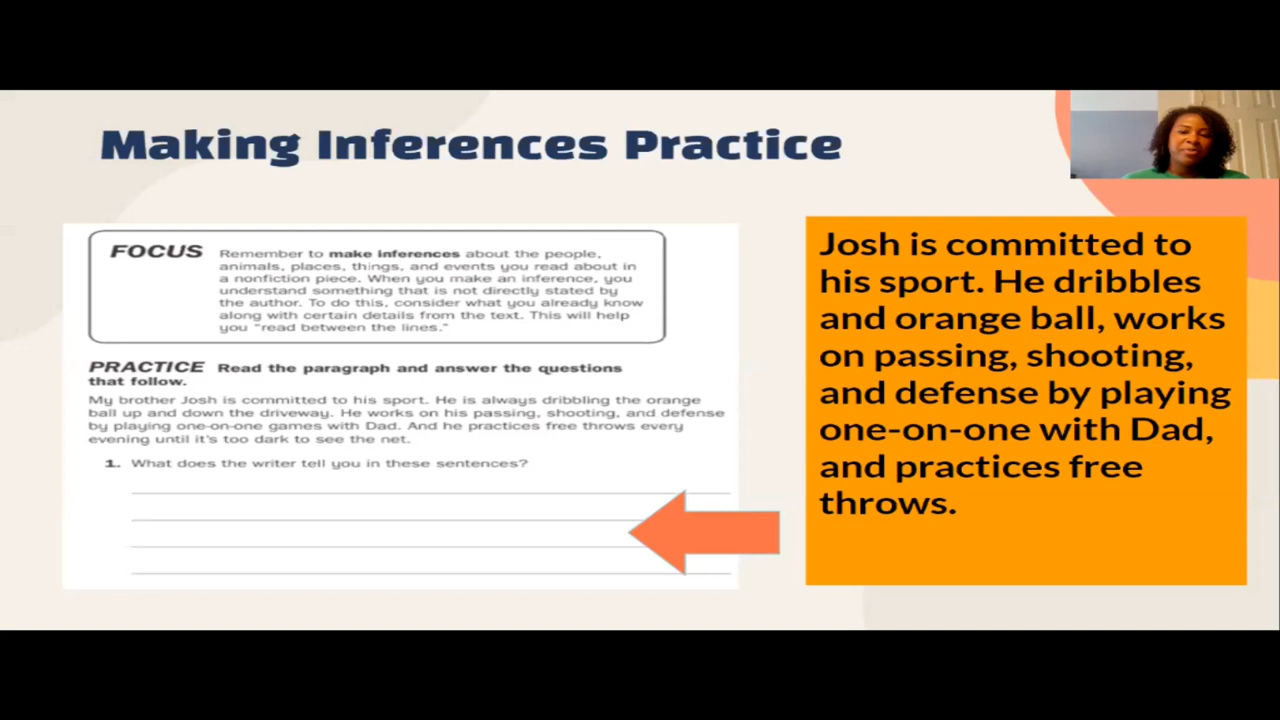 Making Inferences Practice
FOCUS Remember to make inferences about the people,
animals, places, things, and events you read about in
a nonfiction piece. When you make an inference, you
understand something that is not directly stated by
the author. To do this, consider what you already know
along with certain details from the text. This will help
you “read between the lines.”
PRACTICE Read the paragraph and answer the questions
that follow.
My brother Josh is committed to his sport. He is always dribbling the orange
ball up and down the driveway. He works on his passing, shooting, and defense
by playing one-on-one games with Dad. And he practices free throws every
evening until it's too dark to see the net.
1. What does the writer tell you in these sentences?
Josh is committed to
his sport. He dribbles
and orange ball, works
on passing, shooting,
and defense by playing
one-on-one with Dad,
and practices free
throws.